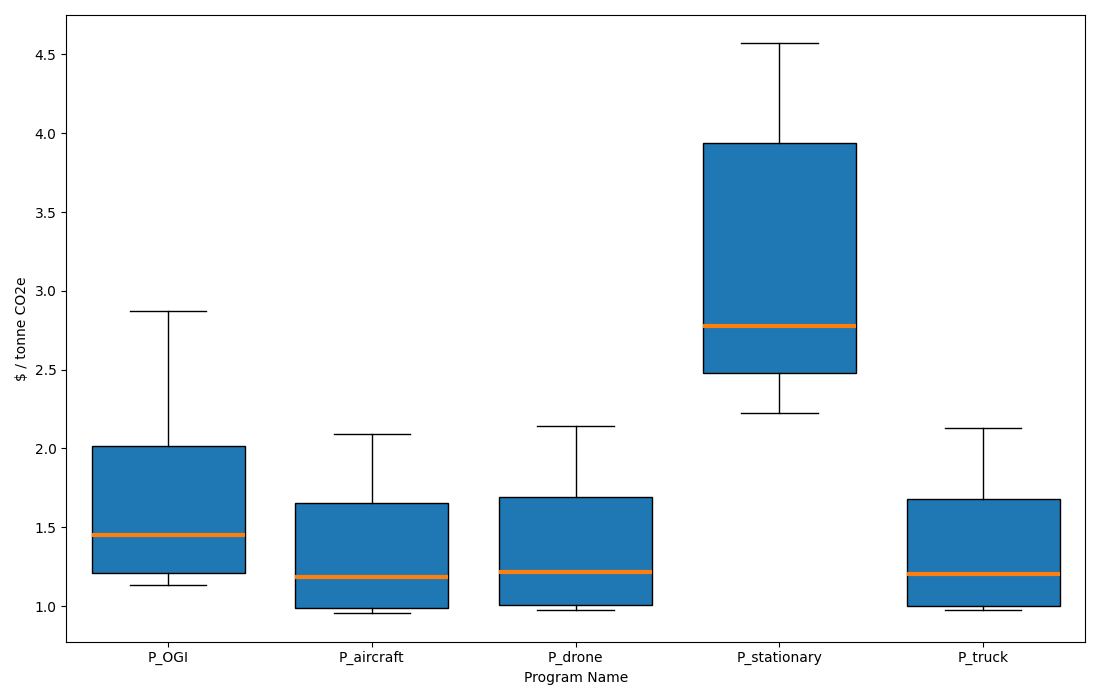 $ / tonne CO2e
4.5
4.0
3.5
3.0
2.5
2.0
1.5
1.0
P_OGI P_aircraft P_drone P_stationary P_truck
Program Name